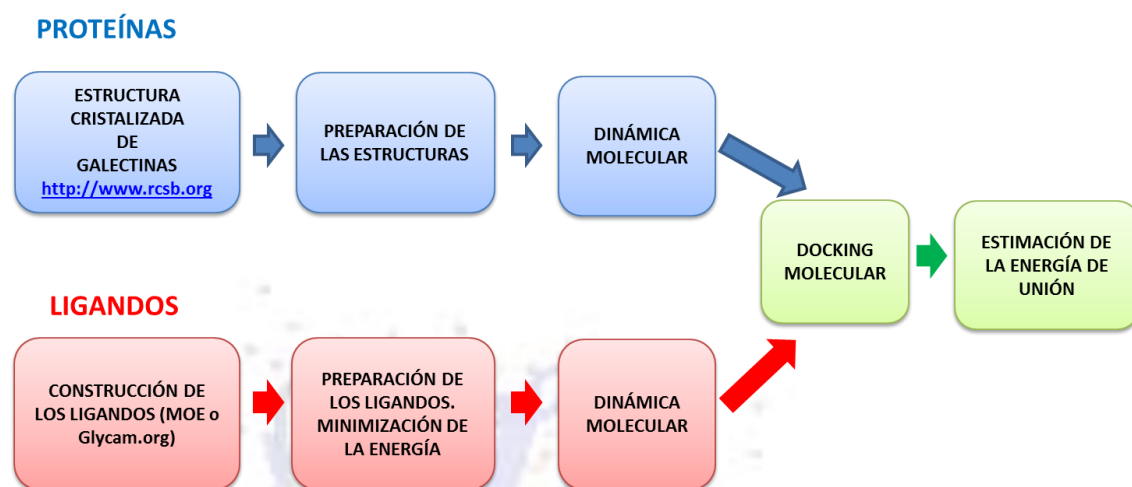 PROTEÍNAS
ESTRUCTURA
CRISTALIZADA
DE
GALECTINAS
http://www.rcsb.org
PREPARACIÓN DE
LAS ESTRUCTURAS
DINÁMICA
MOLECULAR
DOCKING
MOLECULAR
ESTIMACIÓN DE
LA ENERGÍA DE
UNIÓN
LIGANDOS
CONSTRUCCIÓN DE
LOS LIGANDOS (MOE o
Glycam.org)
PREPARACIÓN DE
LOS LIGANDOS.
MINIMIZACIÓN DE
LA ENERGÍA
DINÁMICA
MOLECULAR